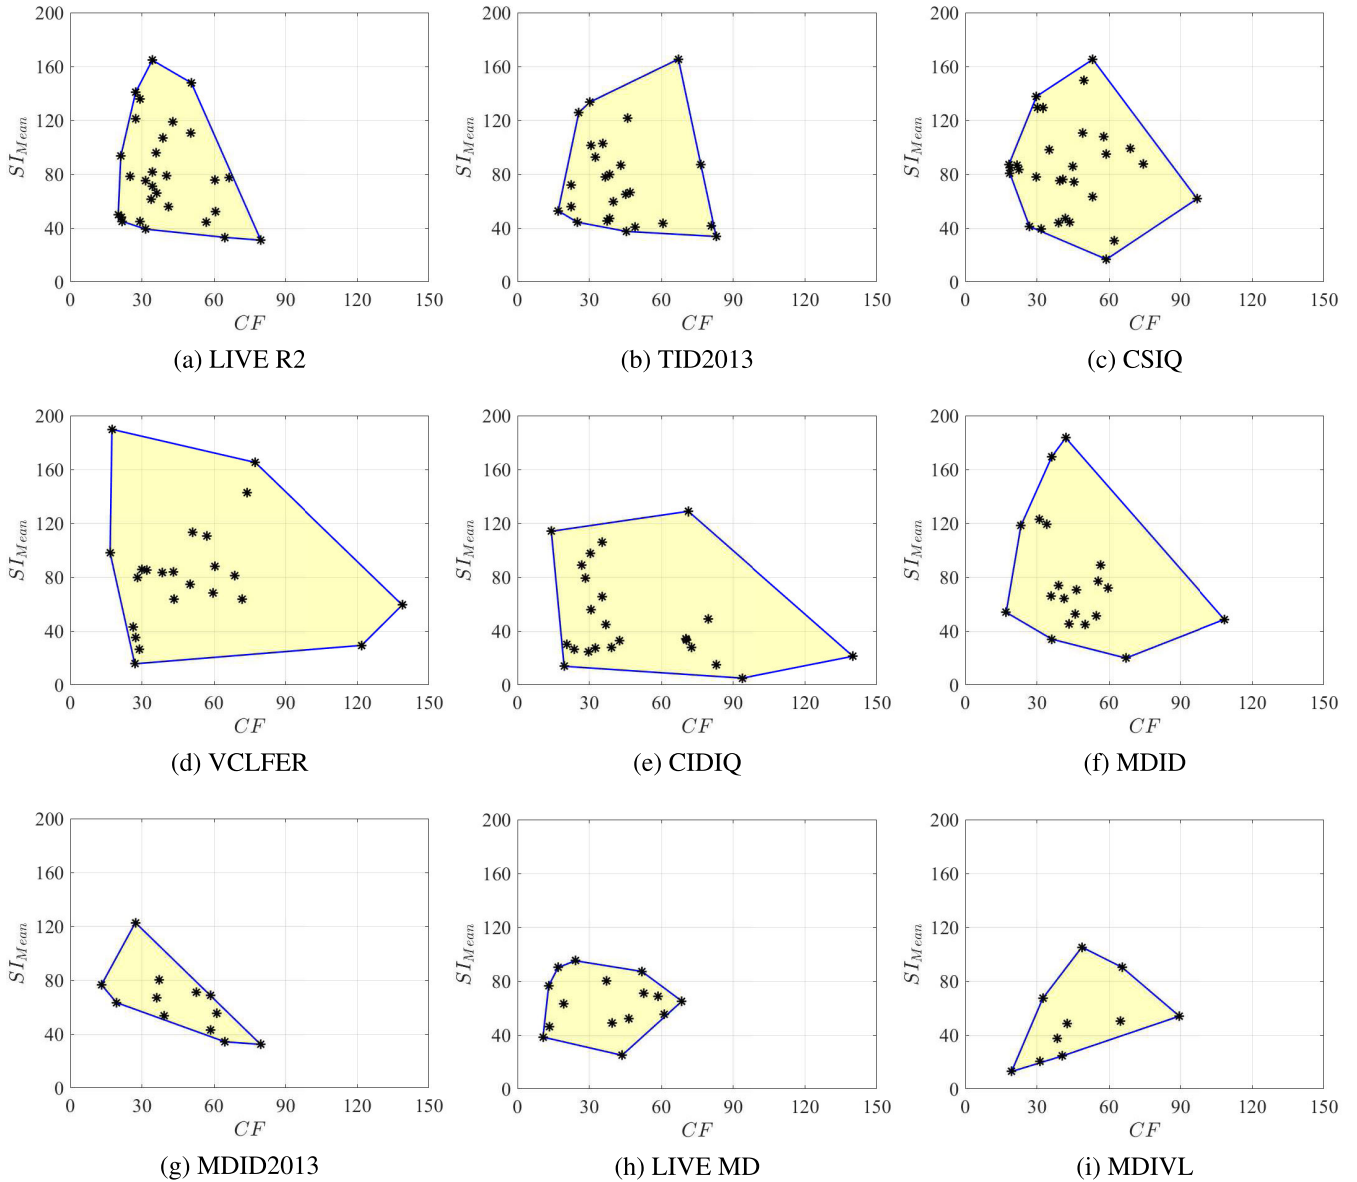 200
160
120
80
40
0
SI_Mean
0 30 60 90 120 150
CF
(a) LIVE R2
200
160
120
80
40
0
SI_Mean
0 30 60 90 120 150
CF
(b) TID2013
200
160
120
80
40
0
SI_Mean
0 30 60 90 120 150
CF
(c) CSIQ
200
160
120
80
40
0
SI_Mean
0 30 60 90 120 150
CF
(d) VCLFER
200
160
120
80
40
0
SI_Mean
0 30 60 90 120 150
CF
(e) CIDIQ
200
160
120
80
40
0
SI_Mean
0 30 60 90 120 150
CF
(f) MDID
200
160
120
80
40
0
SI_Mean
0 30 60 90 120 150
CF
(g) MDID2013
200
160
120
80
40
0
SI_Mean
0 30 60 90 120 150
CF
(h) LIVE MD
200
160
120
80
40
0
SI_Mean
0 30 60 90 120 150
CF
(i) MDIVL